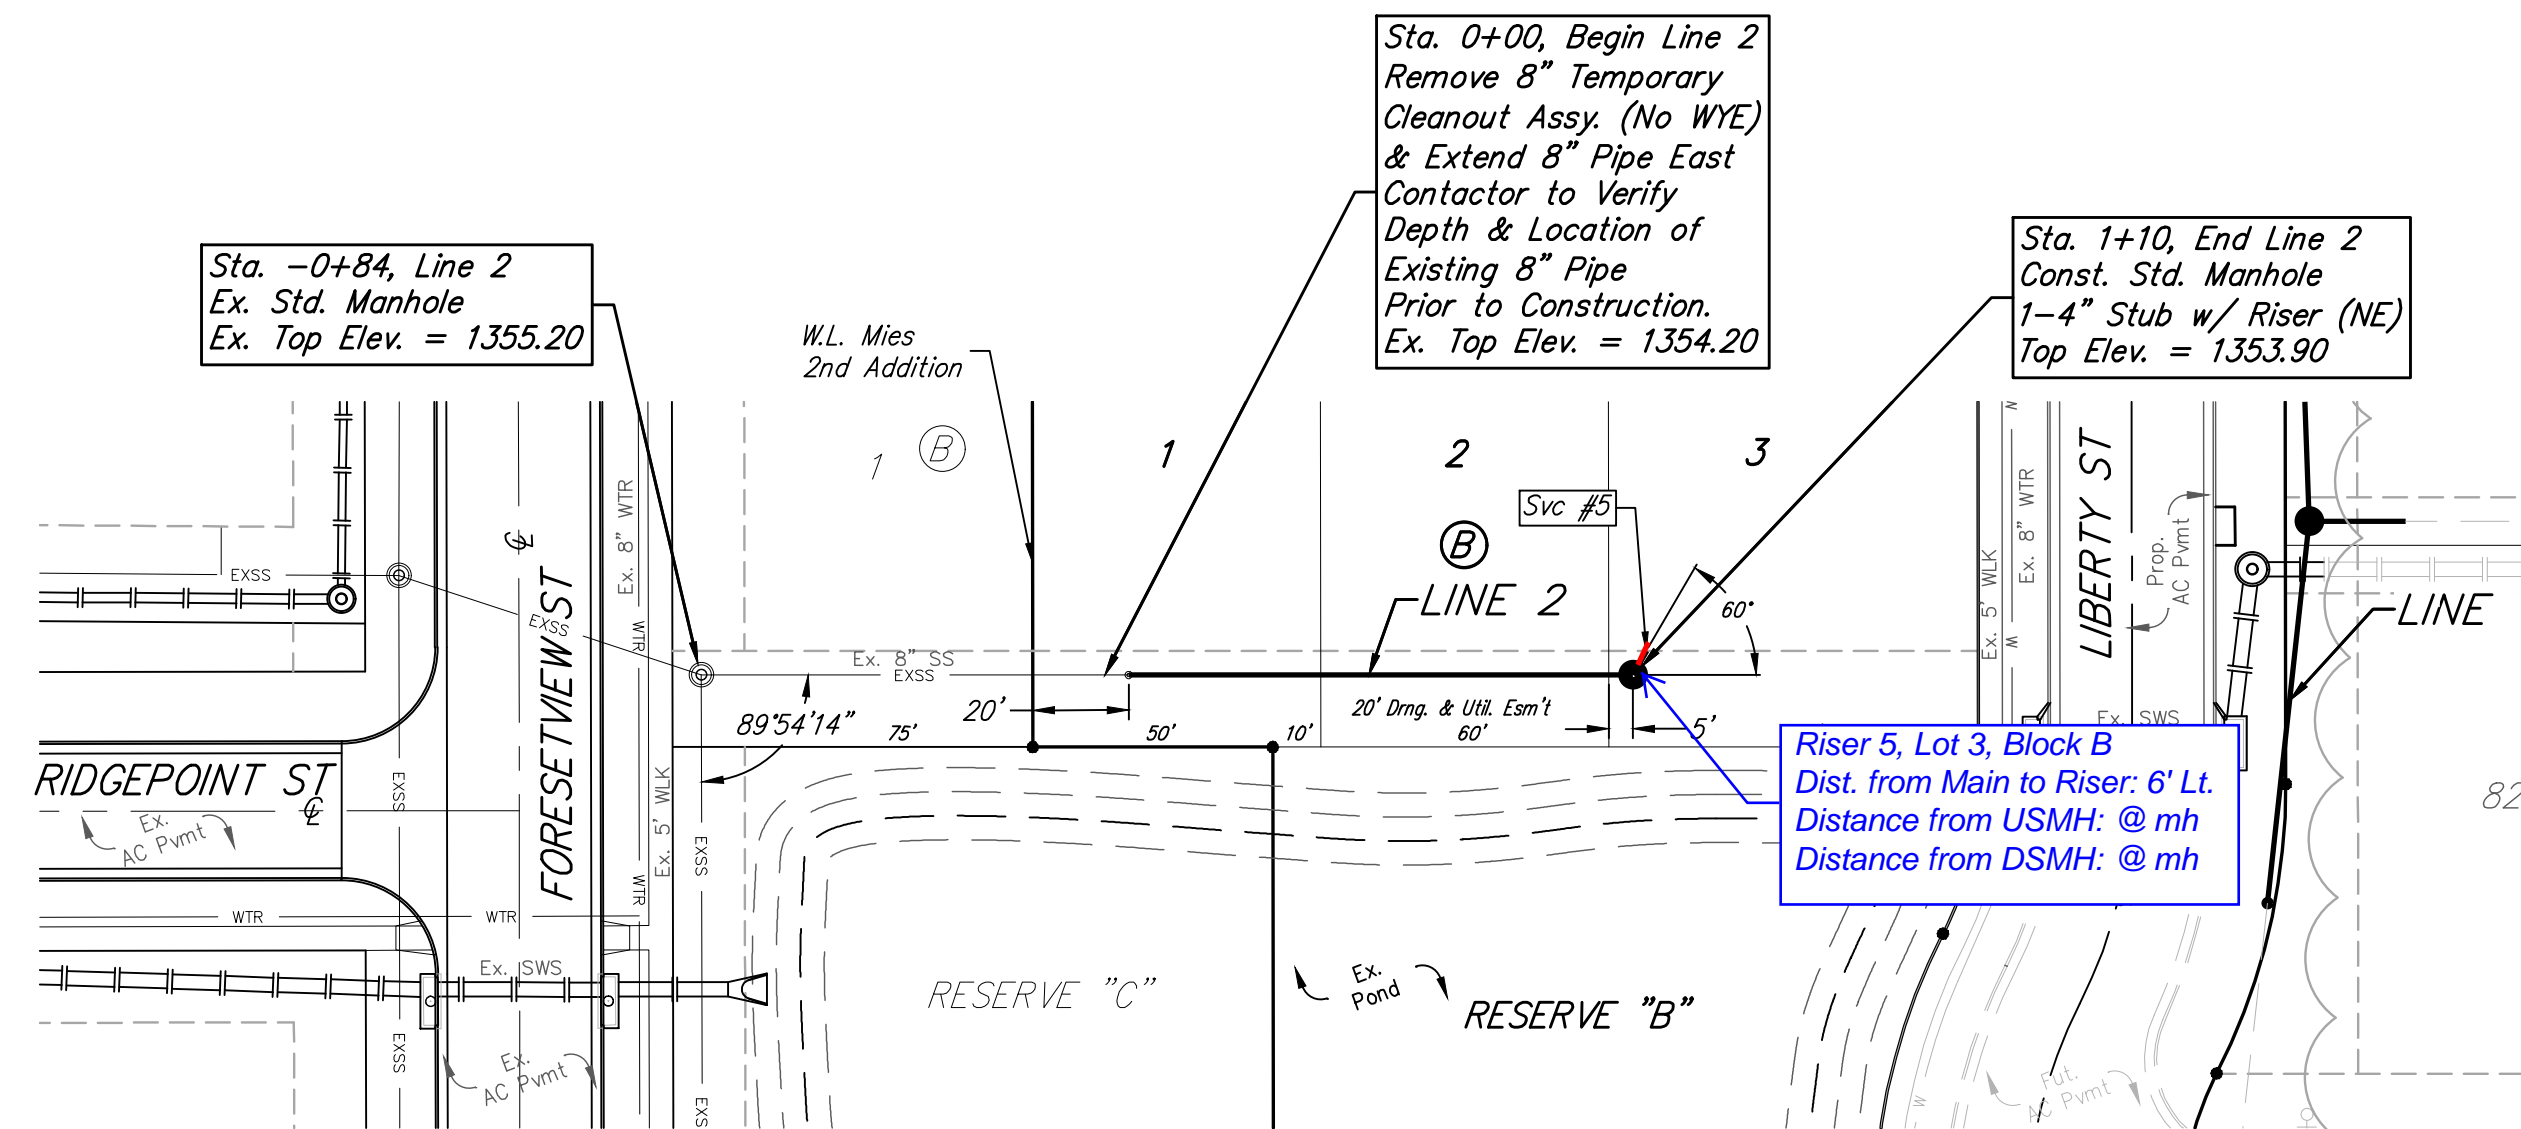 Sta. 0+00, Begin Line 2
Remove 8" Temporary
Cleanout Assy. (No WYE)
& Extend 8" Pipe East
Contactor to Verify
Depth & Location of
Existing 8" Pipe
Prior to Construction.
Ex. Top Elev. = 1354.20
Sta. -0+84, Line 2
Ex. Std. Manhole
Ex. Top Elev. = 1355.20
Sta. 1+10, End Line 2
Const. Std. Manhole
1-4" Stub w/ Riser (NE)
Top Elev. = 1353.90
W.L. Mies
2nd Addition
1
B
1
2
3
Svc #5
B
LINE 2
60°
Ex. 8" WTR
WTR
WTR
℄
FORESETVIEW ST
EXSS
EXSS
Ex. 8" SS
EXSS
89°54'14"
20'
75'
50'
10'
20' Drng. & Util. Esm't
60'
5'
Ex. 5' WLK
W
W
Ex. 8" WTR
LIBERTY ST
Prop.
AC Pvmt
Ex. SWS
LINE
82
Riser 5, Lot 3, Block B
Dist. from Main to Riser: 6' Lt.
Distance from USMH: @ mh
Distance from DSMH: @ mh
RIDGEPOINT ST
℄
Ex.
AC Pvmt
EXSS
Ex. 5' WLK
EXSS
WTR
WTR
Ex. SWS
EXSS
EXS
Ex.
AC Pvmt
RESERVE "C"
Ex.
Pond
RESERVE "B"
Fut.
AC Pvmt
W